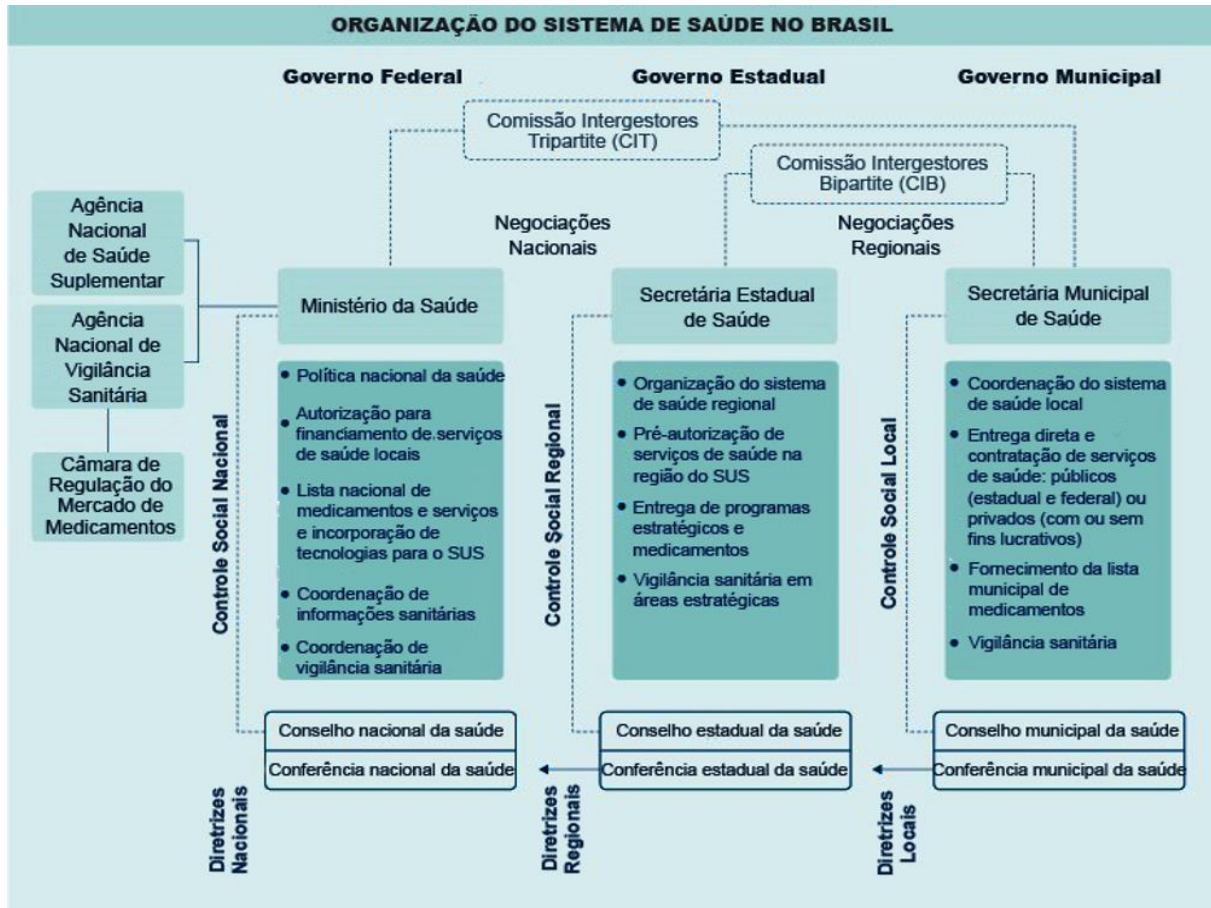 ORGANIZAÇÃO DO SISTEMA DE SAÚDE NO BRASIL
Governo Federal
Governo Estadual
Governo Municipal
Comissão Intergestores
Tripartite (CIT)
Comissão Intergestores
Bipartite (CIB)
Negociações
Nacionais
Negociações
Regionais
Agência
Nacional
de Saúde
Suplementar
Agência
Nacional de
Vigilância
Sanitária
Câmara de
Regulação do
Mercado de
Medicamentos
Ministério da Saúde
Controle Social Nacional
• Política nacional da saúde
• Autorização para
financiamento de serviços
de saúde locais
• Lista nacional de
medicamentos e serviços
e incorporação de
tecnologias para o SUS
• Coordenação de
informações sanitárias
• Coordenação de
vigilância sanitária
Conselho nacional da saúde
Conferência nacional da saúde
Diretrizes
Nacionais
Secretária Estadual
de Saúde
Controle Social Regional
• Organização do sistema
de saúde regional
• Pré-autorização de
serviços de saúde na
região do SUS
• Entrega de programas
estratégicos e
medicamentos
• Vigilância sanitária em
áreas estratégicas
Conselho estadual da saúde
Conferência estadual da saúde
Diretrizes
Regionais
Secretária Municipal
de Saúde
Controle Social Local
• Coordenação do sistema
de saúde local
• Entrega direta e
contratação de serviços
de saúde: públicos
(estadual e federal) ou
privados (com ou sem
fins lucrativos)
• Fornecimento da lista
municipal de
medicamentos
• Vigilância sanitária
Conselho municipal da saúde
Conferência municipal da saúde
Diretrizes
Locais